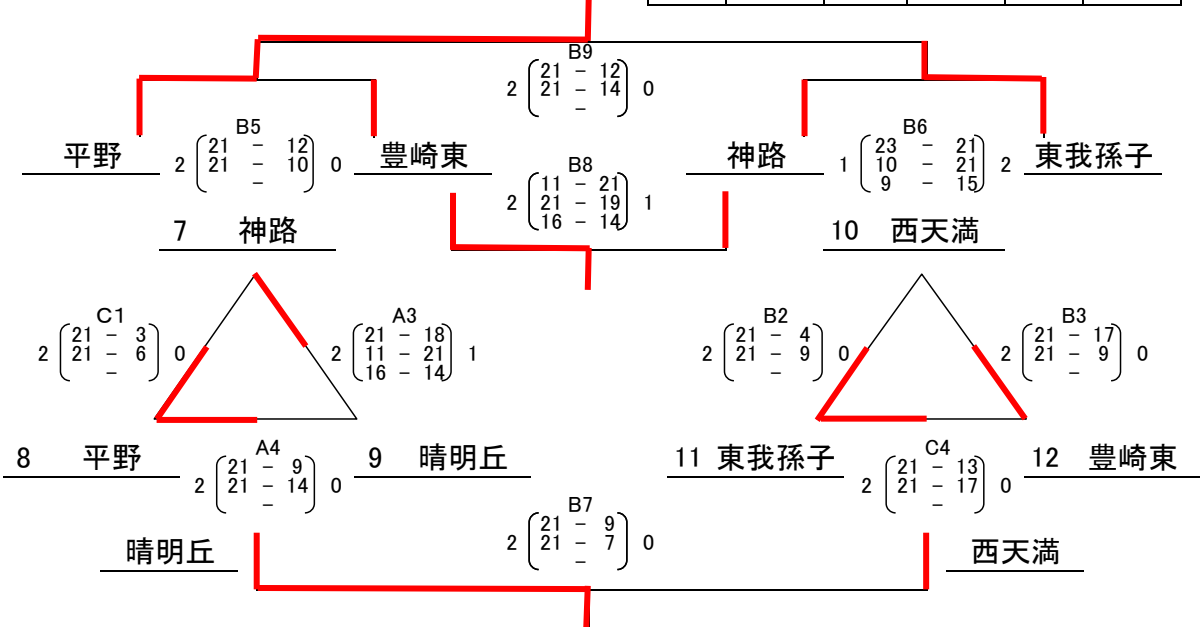 B9
2 21 - 12 0
21 - 14
-
平野 豊崎東 神路 東我孫子
B5
2 21 - 12 0
21 - 10
-
B8
2 11 - 21 1
21 - 19
16 - 14
B6
1 23 - 21 2
10 - 21
9 - 15
7 神路
10 西天満
C1
2 21 - 3 0
21 - 6
-
A3
2 21 - 18 1
11 - 21
16 - 14
B2
2 21 - 4 0
21 - 9
-
B3
2 21 - 17 0
21 - 9
-
8 平野
A4
2 21 - 9 0
21 - 14
-
9 晴明丘
11 東我孫子
C4
2 21 - 13 0
21 - 17
-
12 豊崎東
B7
2 21 - 9 0
21 - 7
-
晴明丘
西天満